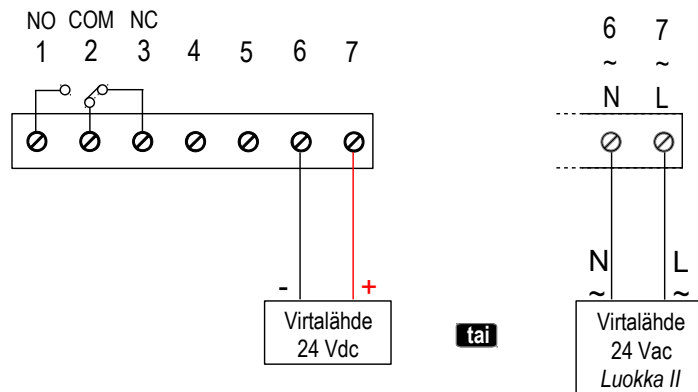 NO COM NC
1 2 3 4 5 6 7
- +
Virtalähde
24 Vdc
tai
6 7
~ ~
N L
N L
~ ~
Virtalähde
24 Vac
Luokka II